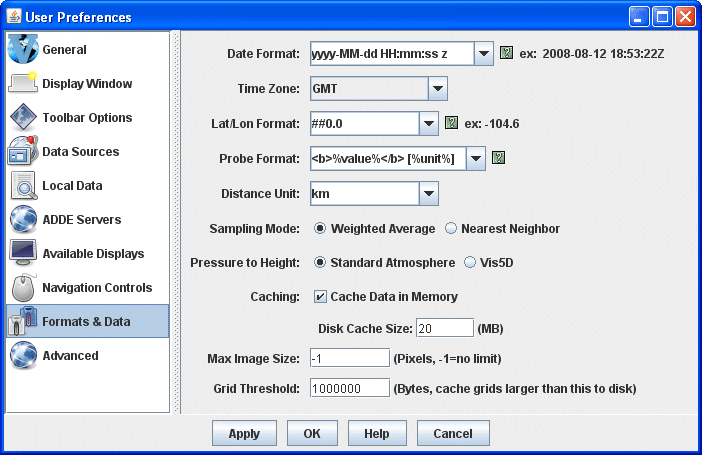 User Preferences
General
Display Window
Toolbar Options
Data Sources
Local Data
ADDE Servers
Available Displays
Navigation Controls
Formats & Data
Advanced
Date Format: yyyy-MM-dd HH:mm:ss z ex: 2008-08-12 18:53:22Z
Time Zone: GMT
Lat/Lon Format: ##0.0 ex: -104.6
Probe Format: <b>%value%</b> [%unit%]
Distance Unit: km
Sampling Mode: Weighted Average Nearest Neighbor
Pressure to Height: Standard Atmosphere Vis5D
Caching: Cache Data in Memory
Disk Cache Size: 20 (MB)
Max Image Size: -1 (Pixels, -1=no limit)
Grid Threshold: 1000000 (Bytes, cache grids larger than this to disk)
Apply OK Help Cancel